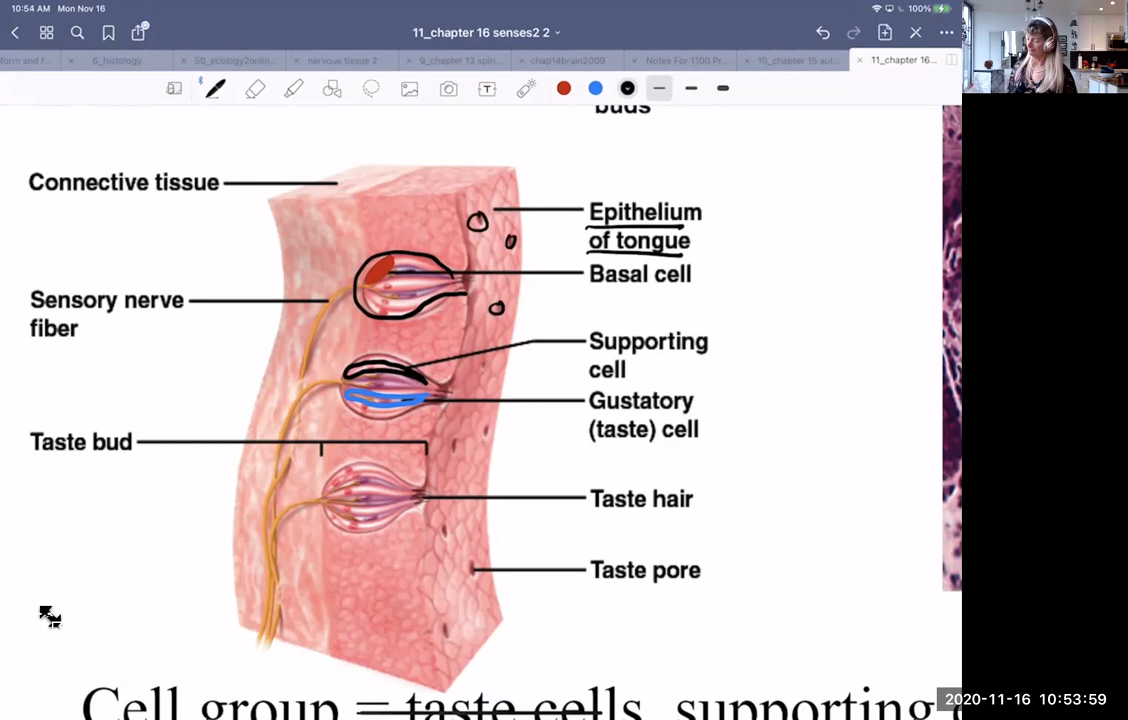 10:54 AM Mon Nov 16
100%
11_chapter 16 senses2 2
form and f...
6_histology
50_ecology2onlin...
nervous tissue 2
9_chapter 13 spin...
chap14brain2009
Notes For 1100 Pr...
10_chapter 15 aut...
11_chapter 16...
buds
Connective tissue
Epithelium
of tongue
Basal cell
Sensory nerve
fiber
Supporting
cell
Gustatory
(taste) cell
Taste bud
Taste hair
Taste pore
Cell group = taste cells, supporting
2020-11-16 10:53:59